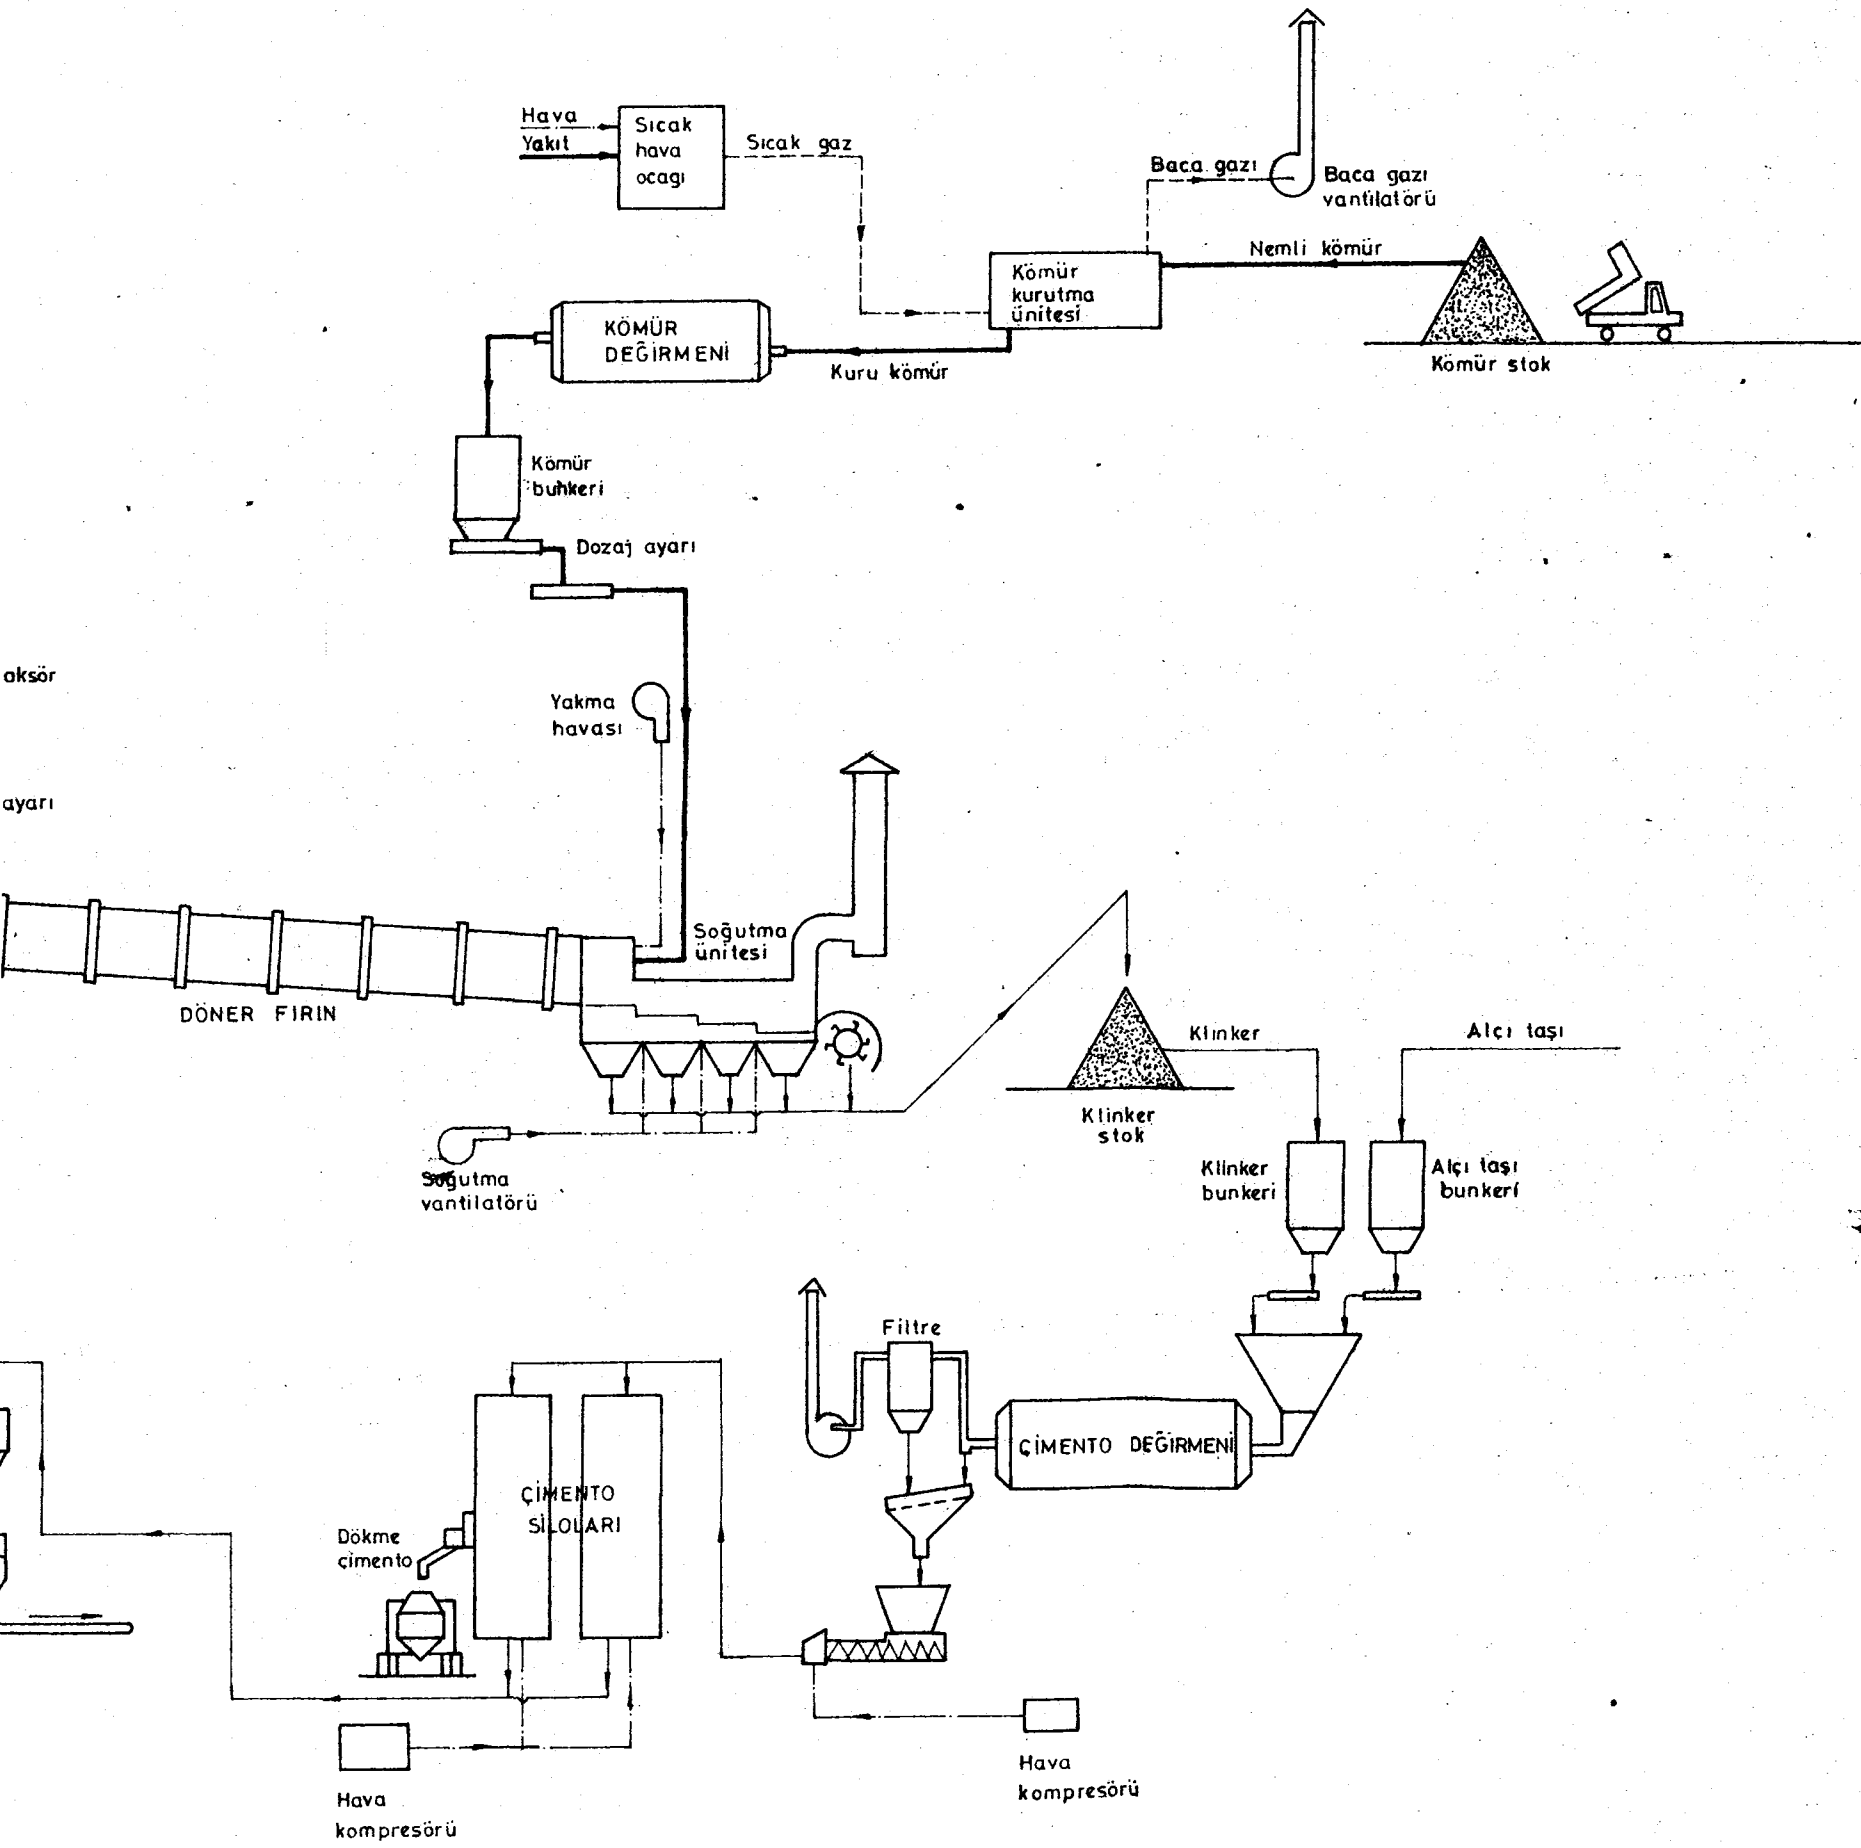 Hava
Yakıt
Sıcak
hava
ocagı
Sıcak gaz
Baca gazı
Baca gazı
vantilatörü
Nemli kömür
Kömür
kurutma
ünitesi
KÖMÜR
DEĞİRMENİ
Kuru kömür
Kömür stok
Kömür
buhkeri
Dozaj ayarı
aksör
Yakma
havası
ayarı
Soğutma
ünitesi
DÖNER FIRIN
Klinker
Alçı taşı
Klinker
stok
Klinker
bunkeri
Alçı taşı
bunkeri
Soğutma
vantilatörü
Filtre
ÇİMENTO DEĞİRMENİ
ÇİMENTO
SİLOLARI
Dökme
çimento
Hava
kompresörü
Hava
kompresörü